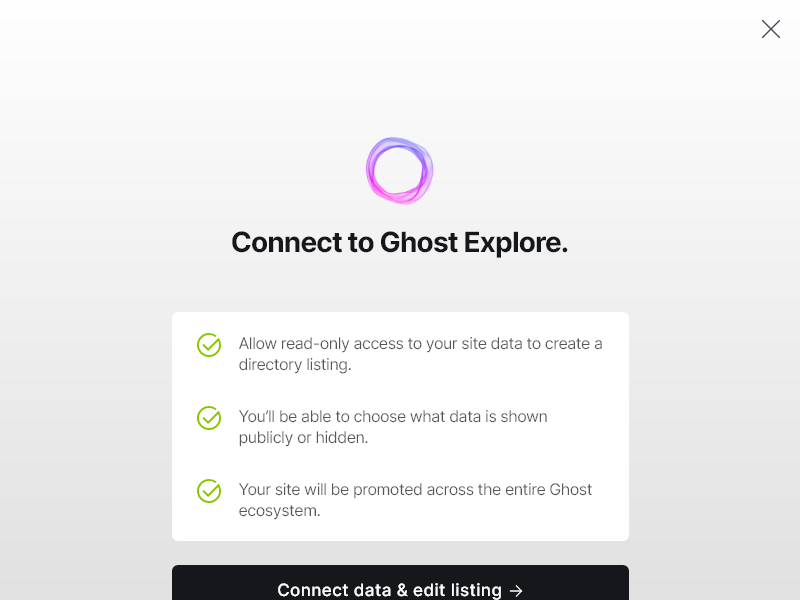 Connect to Ghost Explore.
Allow read-only access to your site data to create a
directory listing.
You’ll be able to choose what data is shown
publicly or hidden.
Your site will be promoted across the entire Ghost
ecosystem.
Connect data & edit listing →